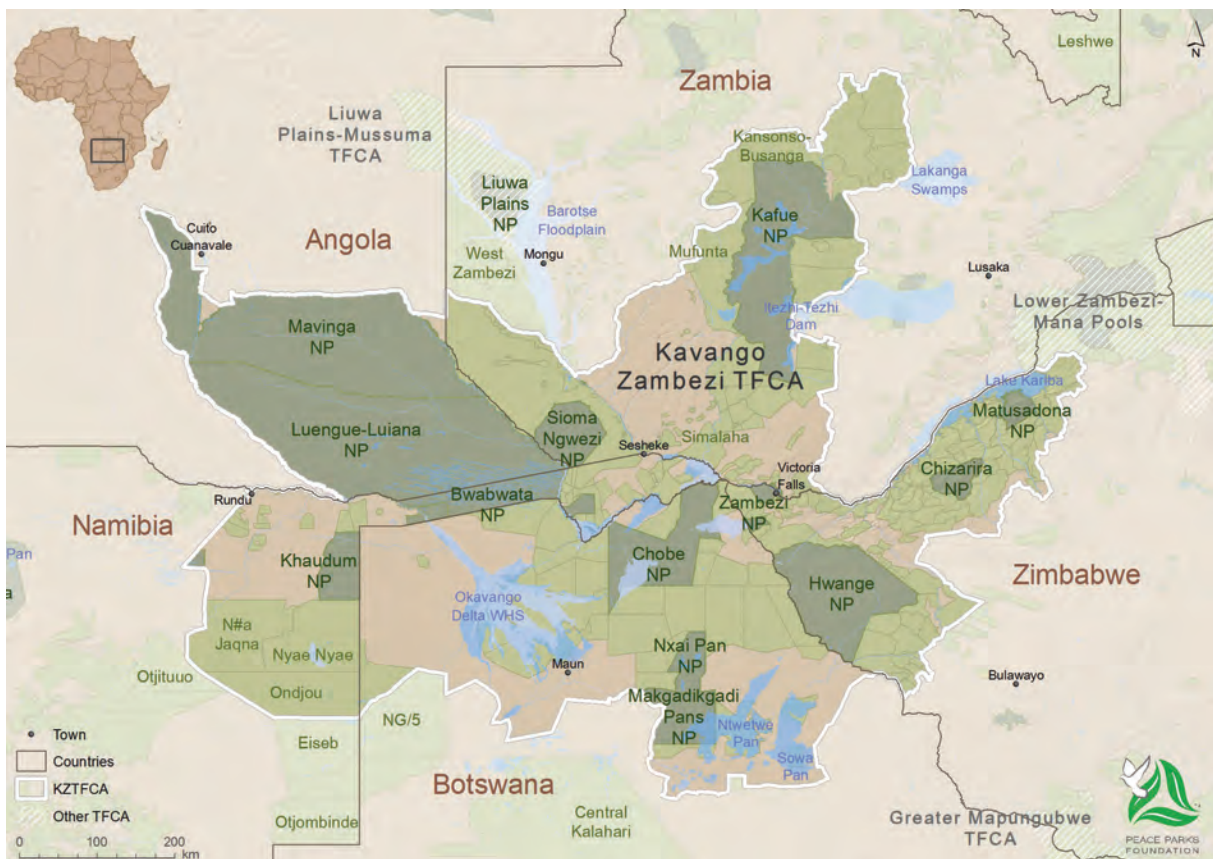 N
Leshwe
Zambia
Liuwa
Plains-Mussuma
TFCA
Kansonso-
Busanga
Lakanga
Swamps
Liuwa
Plains
NP
Barotse
Floodplain
Kafue
NP
Cuito
Cuanavale
Angola
West
Zambezi
Mongu
Mufunta
Lusaka
Itezhi-Tezhi
Dam
Lower Zambezi-
Mana Pools
Mavinga
NP
Kavango
Zambezi TFCA
Lake Kariba
Matusadona
NP
Luengue-Luiana
NP
Sioma
Ngwezi
NP
Sesheke
Simalaha
Chizarira
NP
Rundu
Bwabwata
NP
Victoria
Falls
Zambezi
NP
Namibia
Pan
Khaudum
NP
Chobe
NP
Hwange
NP
Zimbabwe
a
Okavango
Delta WHS
N#a
Jaqna
Nyae Nyae
Nxai Pan
NP
Otjituuo
Ondjou
Maun
Bulawayo
Makgadikgadi
Pans
NP
NG/5
Ntwetwe
Pan
Sowa
Pan
Eiseb
Botswana
Otjombinde
Central
Kalahari
Greater Mapungubwe
TFCA
Town
Countries
KZTFCA
Other TFCA
0 100 200
km
PEACE PARKS
FOUNDATION